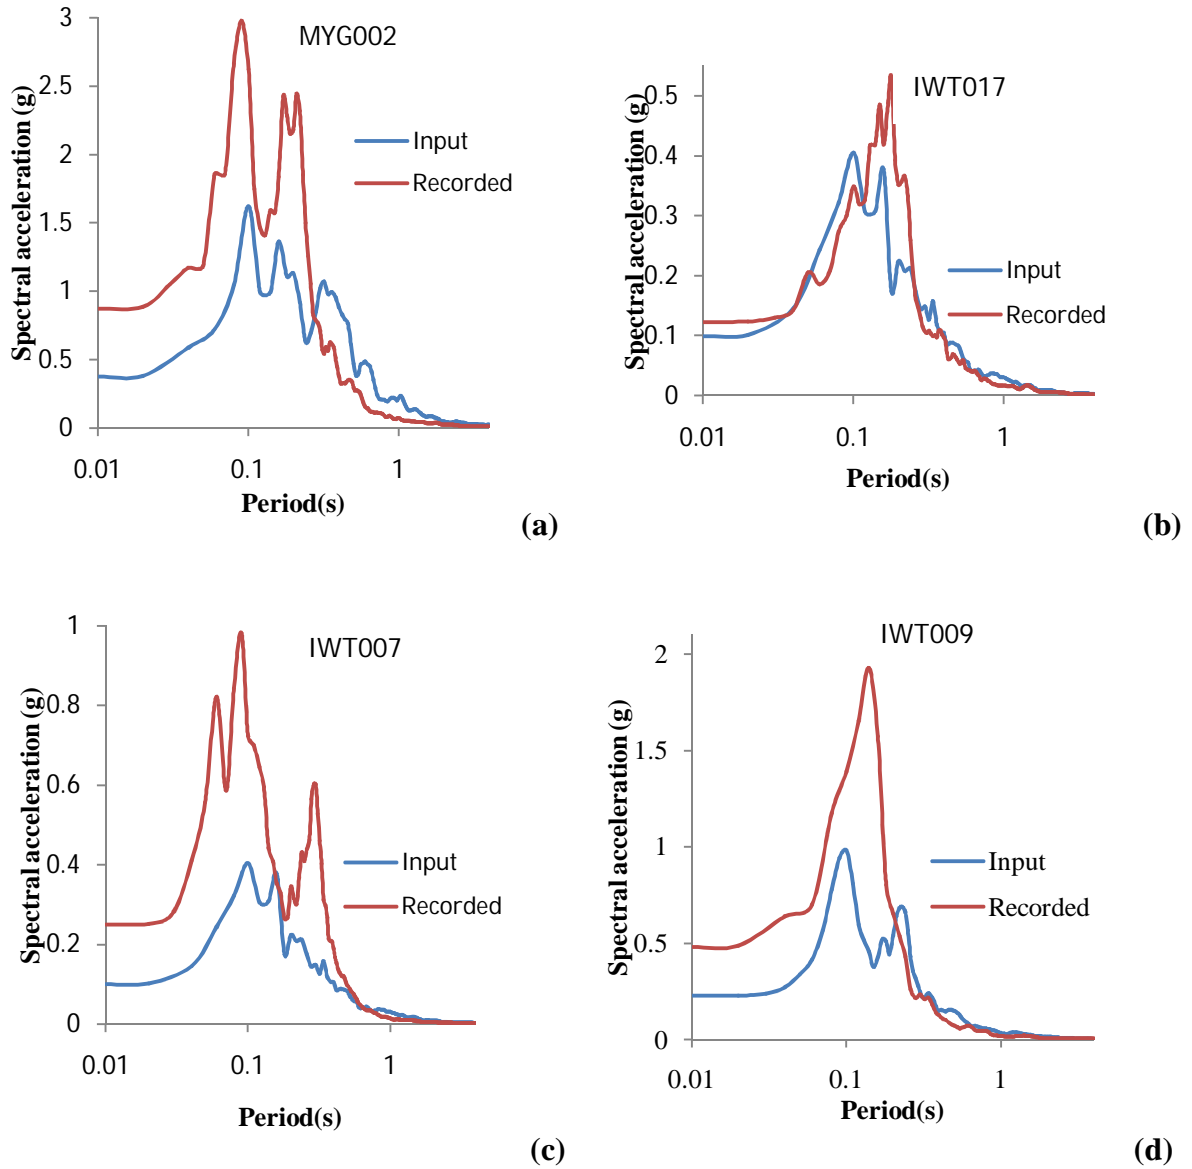 MYG002
Spectral acceleration (g)
3
2.5
2
1.5
1
0.5
0
Input
Recorded
0.01
0.1
1
Period(s)
(a)
IWT017
Spectral acceleration (g)
0.5
0.4
0.3
0.2
0.1
0
Input
Recorded
0.01
0.1
1
Period(s)
(b)
IWT007
Spectral acceleration (g)
1
0.8
0.6
0.4
0.2
0
Input
Recorded
0.01
0.1
1
Period(s)
(c)
IWT009
Spectral acceleration (g)
2
1.5
1
0.5
0
Input
Recorded
0.01
0.1
1
Period(s)
(d)